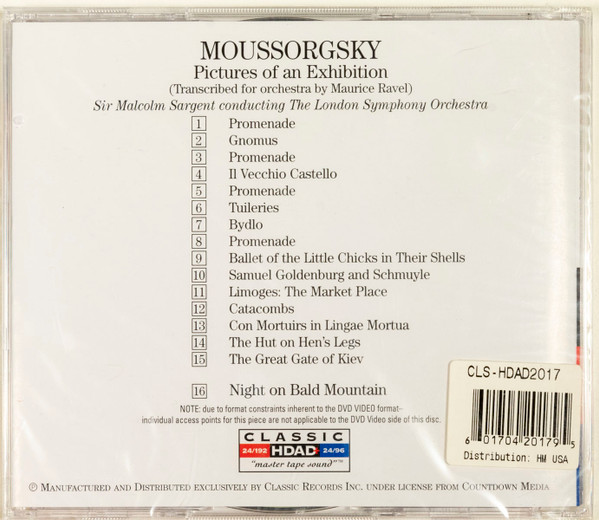 MOUSSORGSKY
Pictures of an Exhibition
(Transcribed for orchestra by Maurice Ravel)
Sir Malcolm Sargent conducting The London Symphony Orchestra
1 Promenade
2 Gnomus
3 Promenade
4 Il Vecchio Castello
5 Promenade
6 Tuileries
7 Bydlo
8 Promenade
9 Ballet of the Little Chicks in Their Shells
10 Samuel Goldenburg and Schmuyle
11 Limoges: The Market Place
12 Catacombs
13 Con Mortuirs in Lingae Mortua
14 The Hut on Hen's Legs
15 The Great Gate of Kiev
16 Night on Bald Mountain
NOTE: due to format constraints inherent to the DVD VIDEO format–
individual access points for this piece are not applicable to the DVD Video side of this disc.
CLASSIC
24/192 HDAD 24/96
"master tape sound"
CLS-HDAD2017
6 01704 20179 5
Distribution: HM USA
℗ Manufactured and Distributed exclusively by Classic Records Inc. under license from Countdown Media